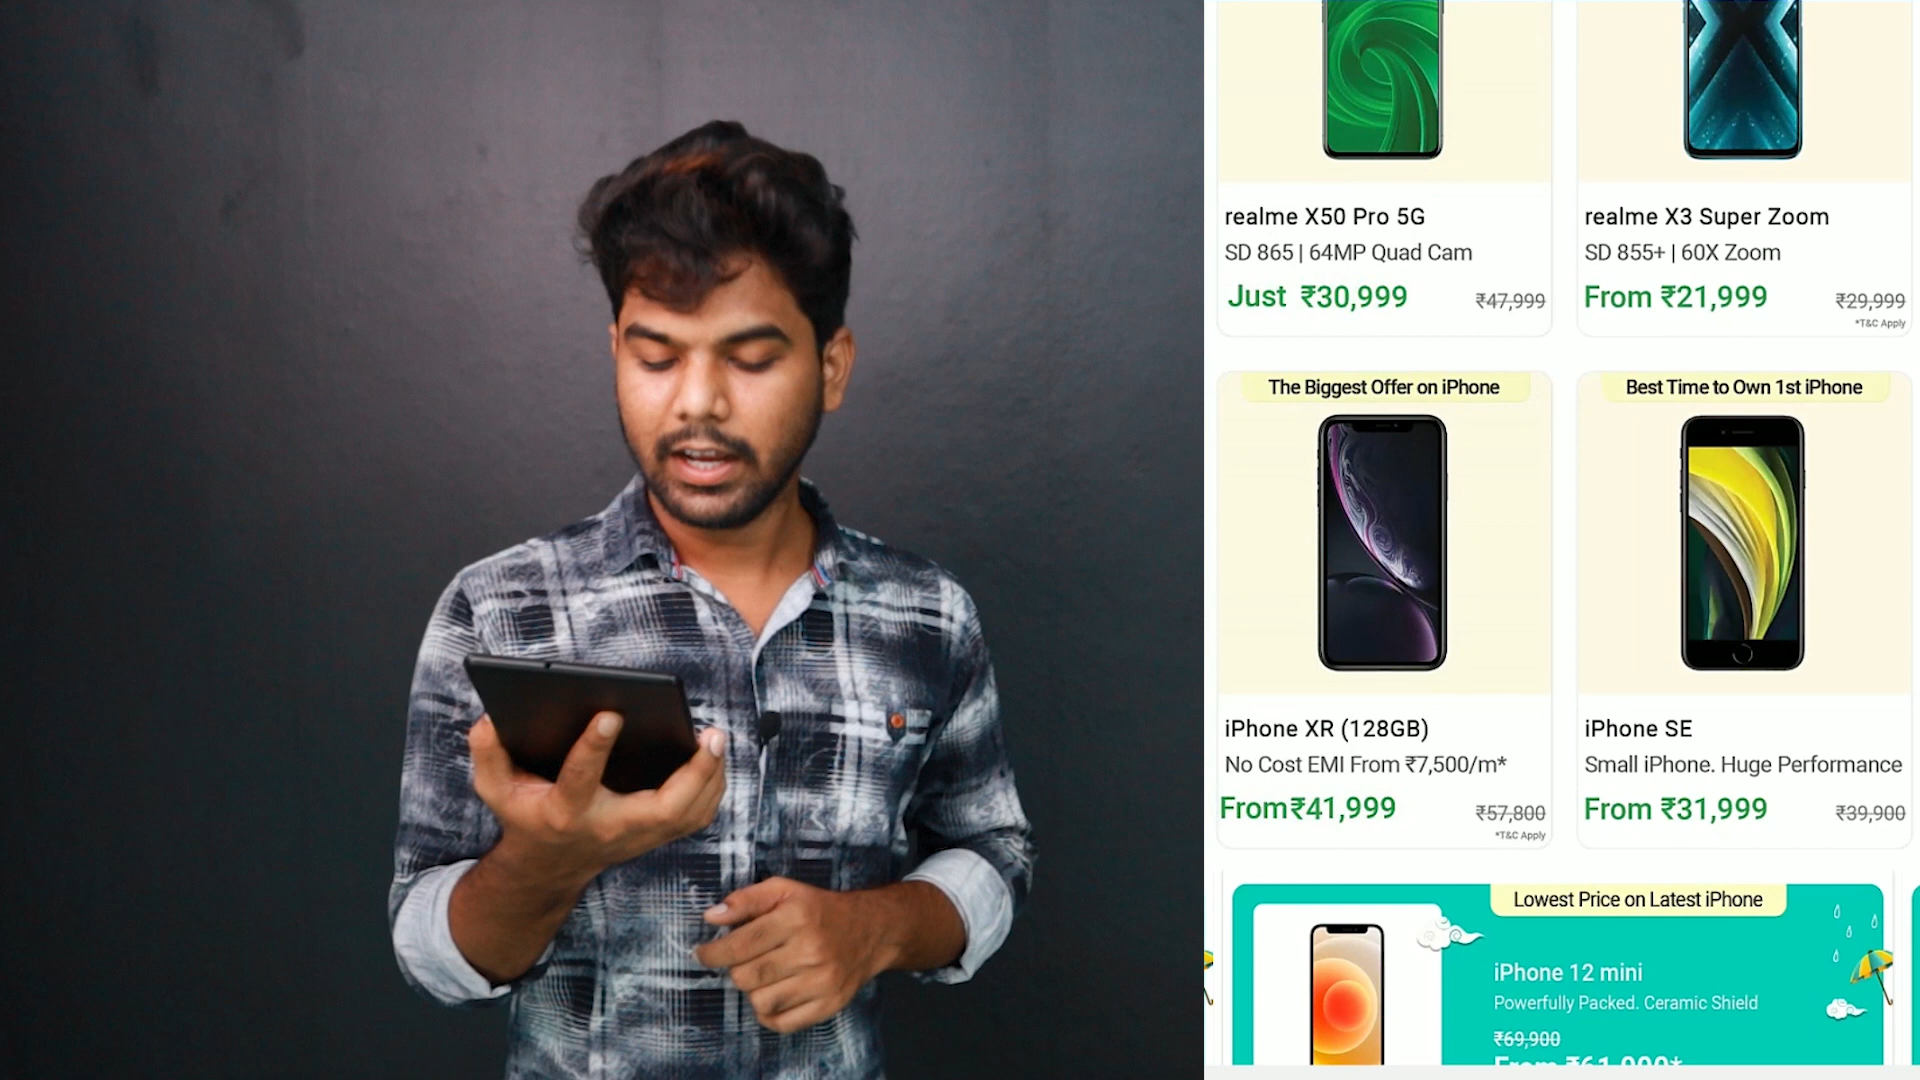 realme X50 Pro 5G
SD 865 | 64MP Quad Cam
Just ₹30,999 ₹47,999
realme X3 Super Zoom
SD 855+ | 60X Zoom
From ₹21,999 ₹29,999
*T&C Apply
The Biggest Offer on iPhone
iPhone XR (128GB)
No Cost EMI From ₹7,500/m*
From₹41,999 ₹57,800
*T&C Apply
Best Time to Own 1st iPhone
iPhone SE
Small iPhone. Huge Performance
From ₹31,999 ₹39,900
Lowest Price on Latest iPhone
iPhone 12 mini
Powerfully Packed. Ceramic Shield
₹69,900
From